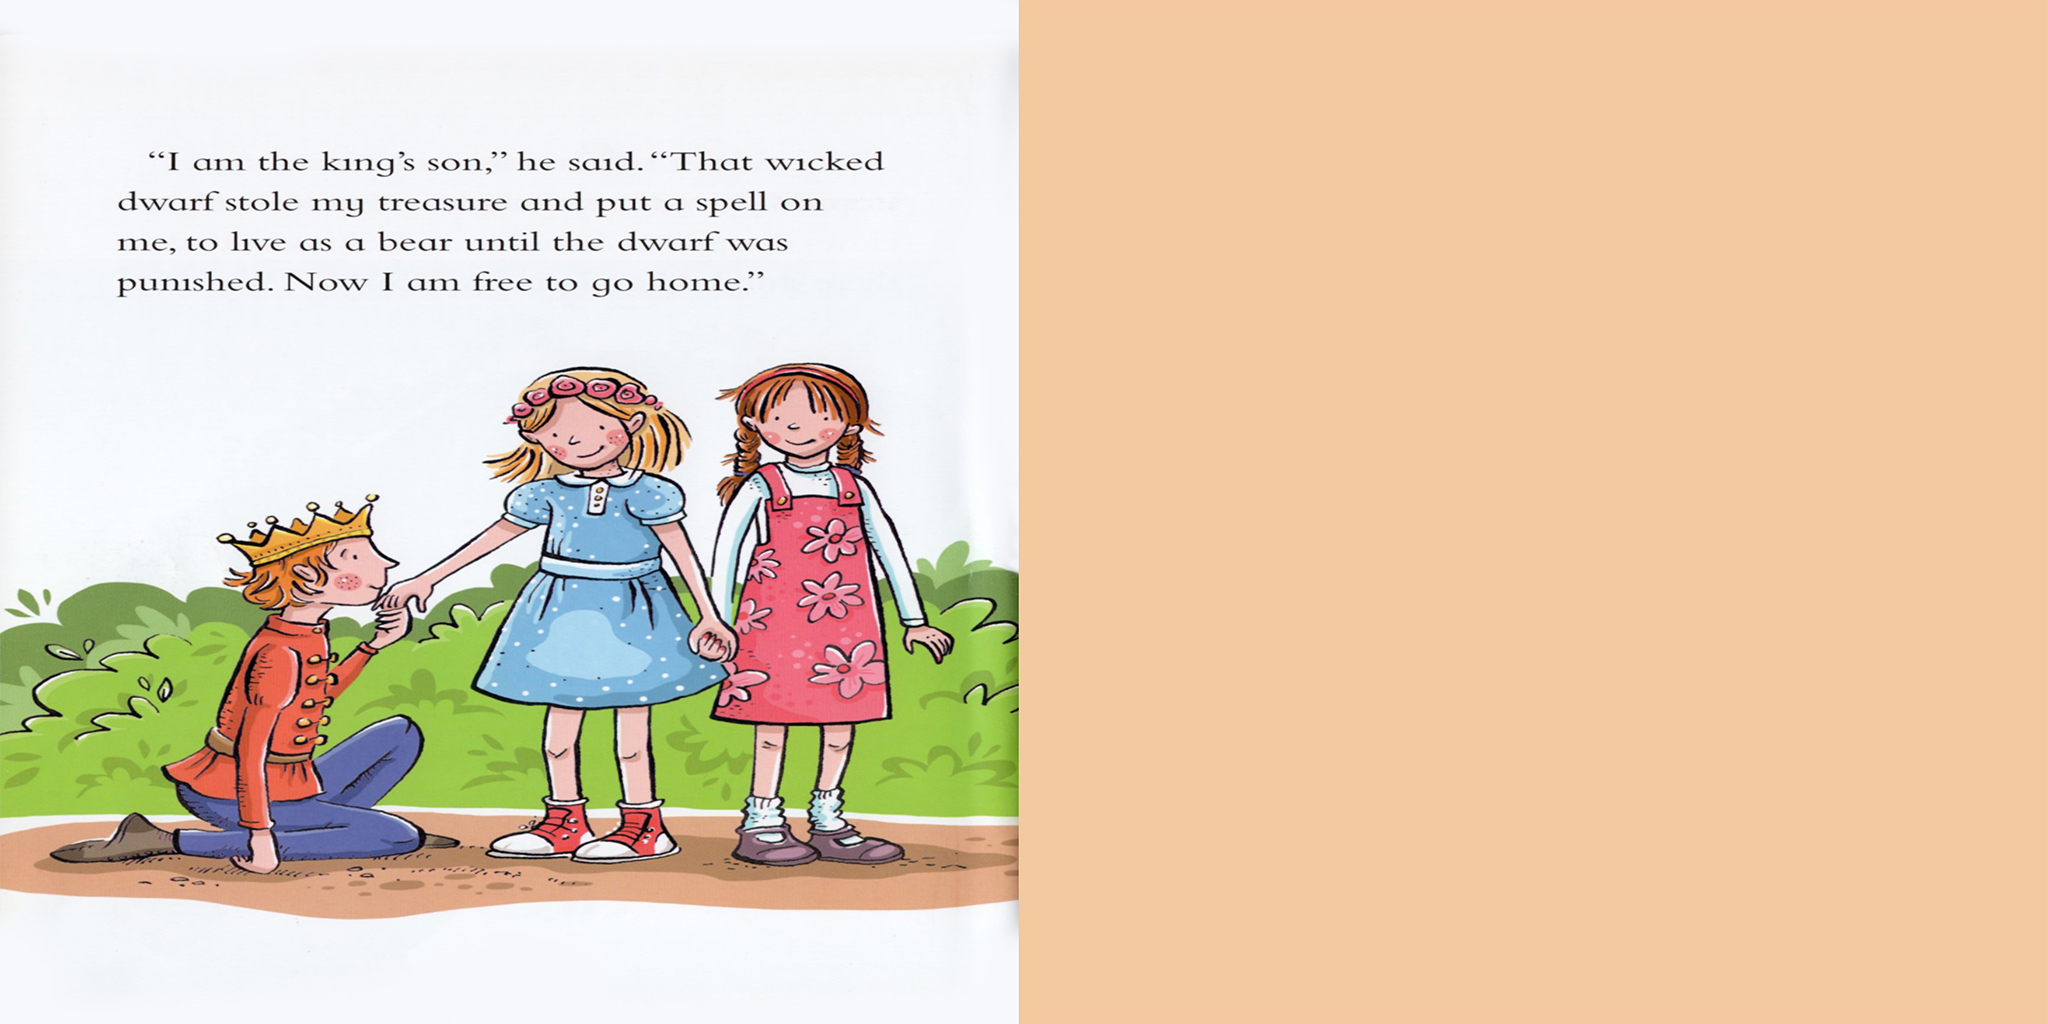 “I am the king’s son,” he said. “That wicked
dwarf stole my treasure and put a spell on
me, to live as a bear until the dwarf was
punished. Now I am free to go home.”